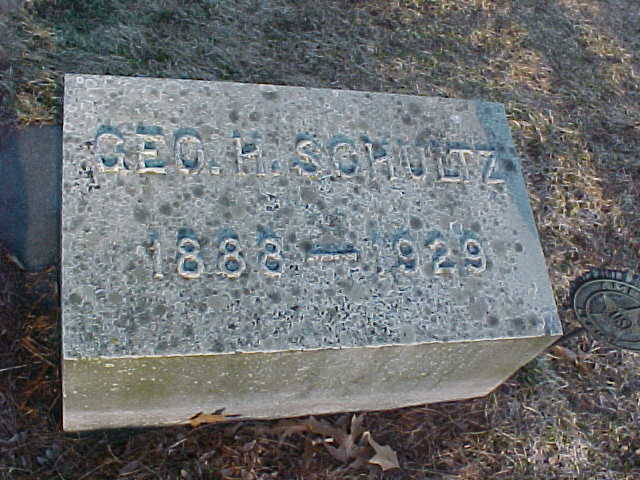 GEO. H. SCHULTZ
1888 — 1929